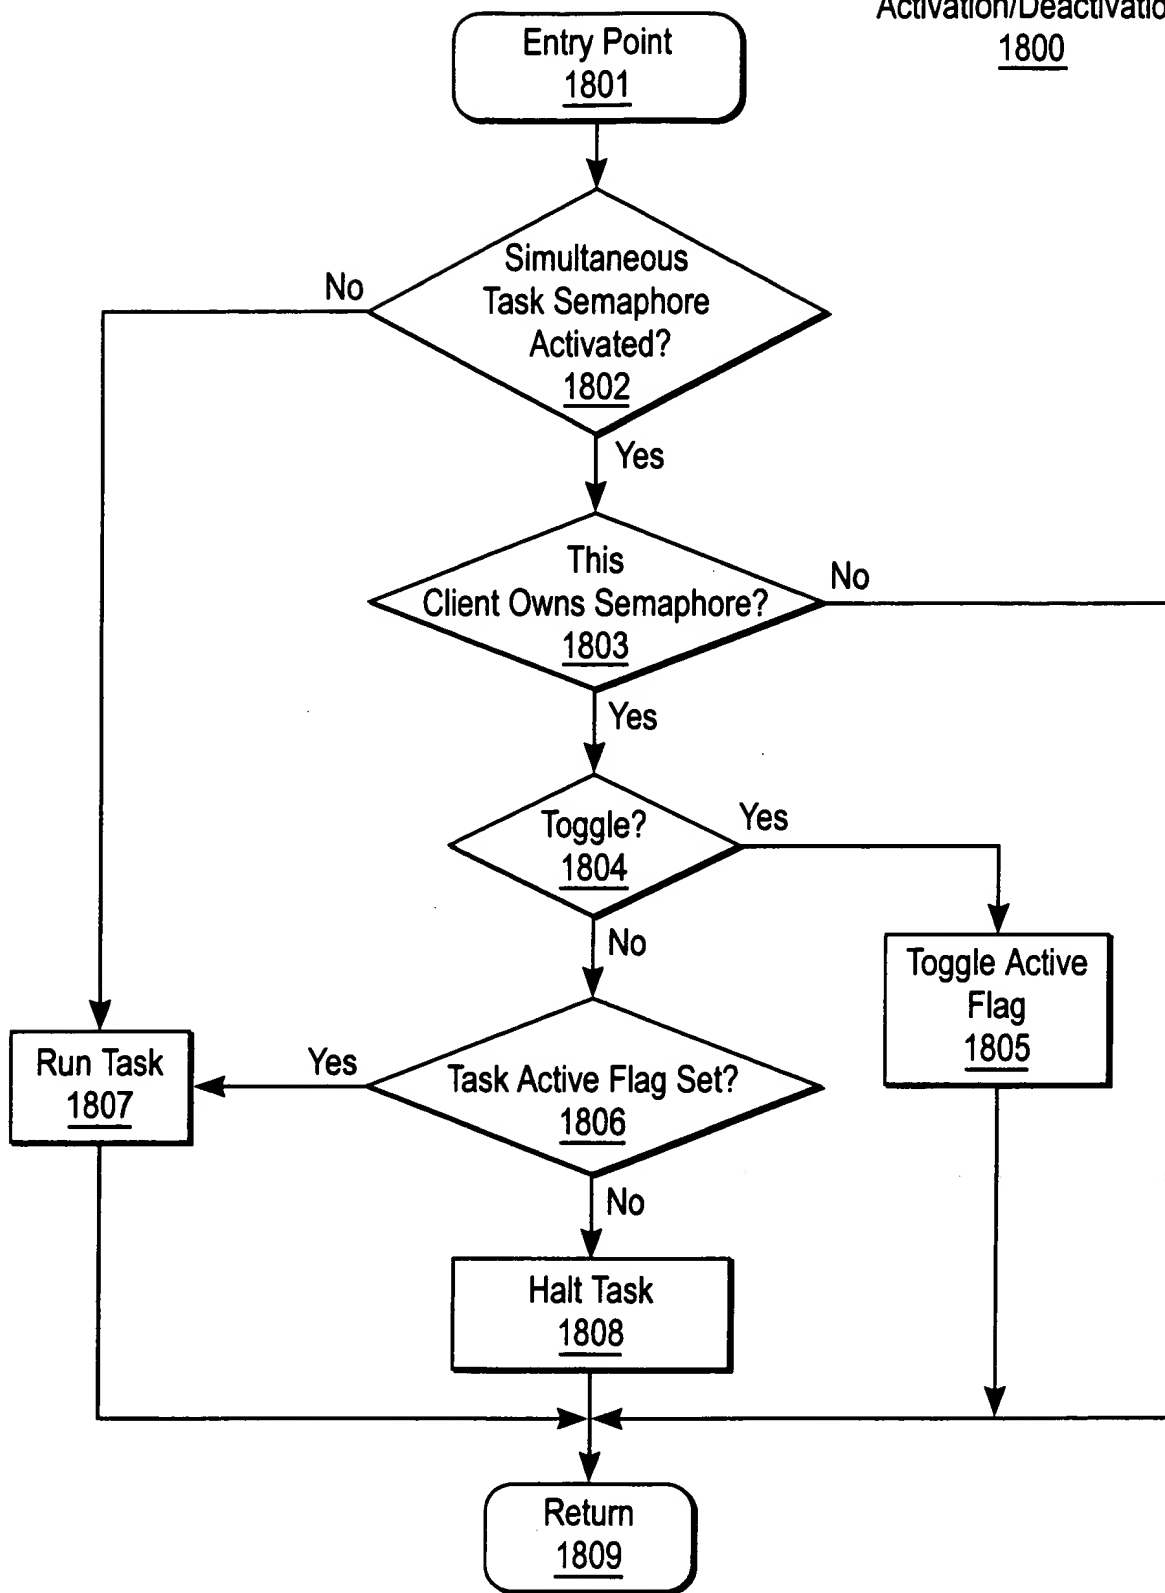 Activation/Deactivation
1800
Entry Point
1801
Simultaneous
Task Semaphore
Activated?
1802
No
Yes
This
Client Owns Semaphore?
1803
No
Yes
Toggle?
1804
Yes
No
Toggle Active
Flag
1805
Task Active Flag Set?
1806
Yes
No
Run Task
1807
Halt Task
1808
Return
1809